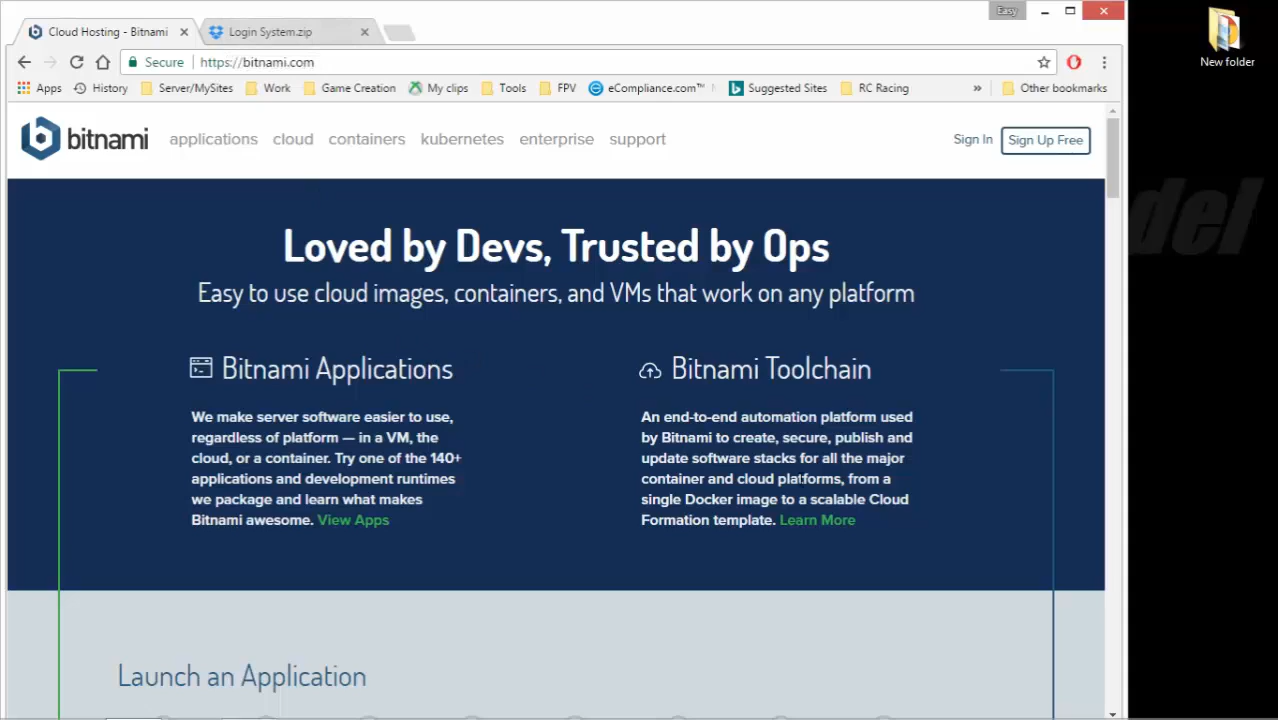 Easy
Cloud Hosting - Bitnami
Login System.zip
New folder
Secure
https://bitnami.com
Apps
History
Server/MySites
Work
Game Creation
My clips
Tools
FPV
eCompliance.com™
Suggested Sites
RC Racing
»
Other bookmarks
bitnami
applications
cloud
containers
kubernetes
enterprise
support
Sign In
Sign Up Free
del
Loved by Devs, Trusted by Ops
Easy to use cloud images, containers, and VMs that work on any platform
Bitnami Applications
We make server software easier to use,
regardless of platform — in a VM, the
cloud, or a container. Try one of the 140+
applications and development runtimes
we package and learn what makes
Bitnami awesome. View Apps
Bitnami Toolchain
An end-to-end automation platform used
by Bitnami to create, secure, publish and
update software stacks for all the major
container and cloud platforms, from a
single Docker image to a scalable Cloud
Formation template. Learn More
Launch an Application